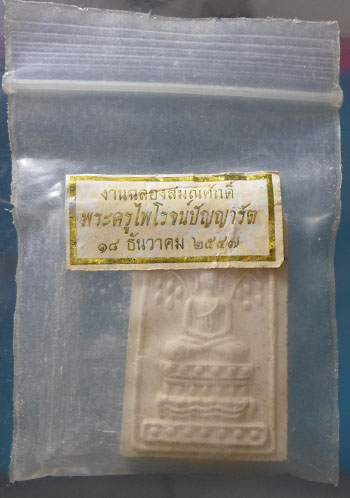 งานฉลองสมณศักดิ์
พระครูไพโรจน์ปัญญารัต
๑๘ ธันวาคม ๒๕๔๗